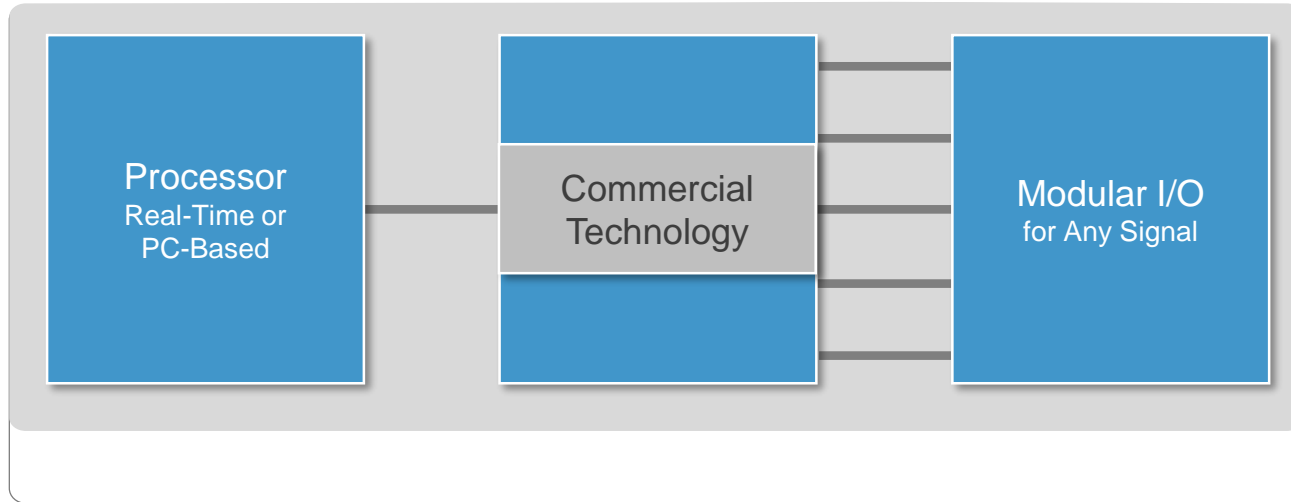 Processor
Real-Time or
PC-Based
Commercial
Technology
Modular I/O
for Any Signal